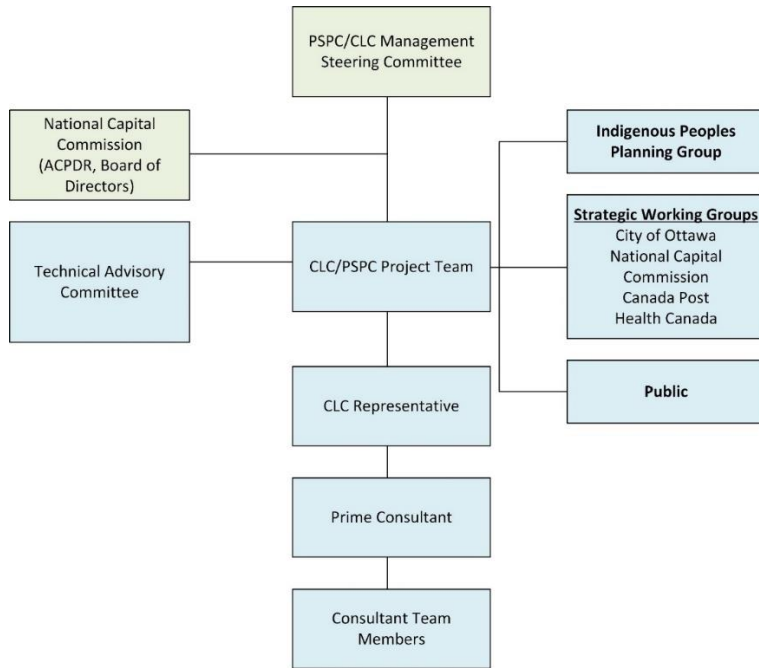 PSPC/CLC Management
Steering Committee
National Capital
Commission
(ACPDR, Board of
Directors)
Indigenous Peoples
Planning Group
Technical Advisory
Committee
CLC/PSPC Project Team
Strategic Working Groups
City of Ottawa
National Capital
Commission
Canada Post
Health Canada
Public
CLC Representative
Prime Consultant
Consultant Team
Members